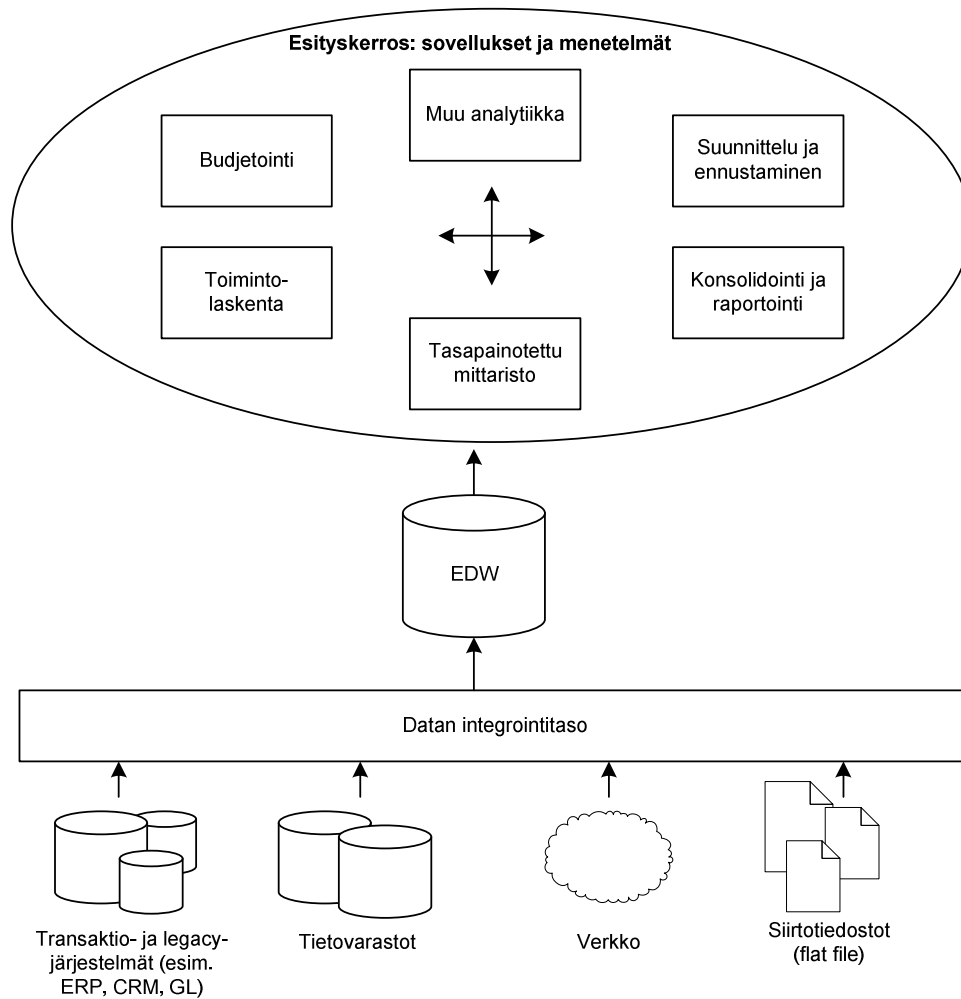 Esityskerros: sovellukset ja menetelmät
Muu analytiikka
Budjetointi
Suunnittelu ja
ennustaminen
Toiminto-
laskenta
Konsolidointi ja
raportointi
Tasapainotettu
mittaristo
EDW
Datan integrointitaso
Transaktio- ja legacy-
järjestelmät (esim.
ERP, CRM, GL)
Tietovarastot
Verkko
Siirtotiedostot
(flat file)